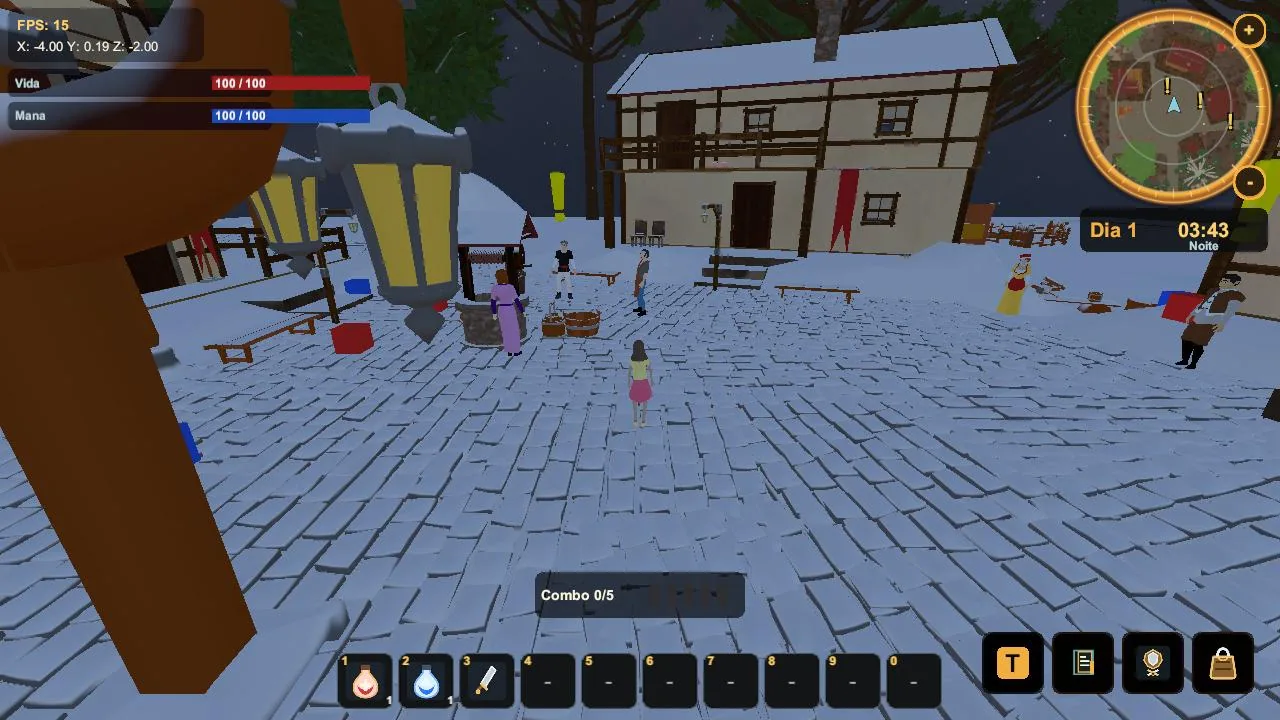 FPS: 15
X: -4.00 Y: 0.19 Z: -2.00
Vida 100 / 100
Mana 100 / 100
+
-
Dia 1 03:43
Noite
Combo 0/5
1 2 3 4 5 6 7 8 9 0
1 1 - - - - - - -
T